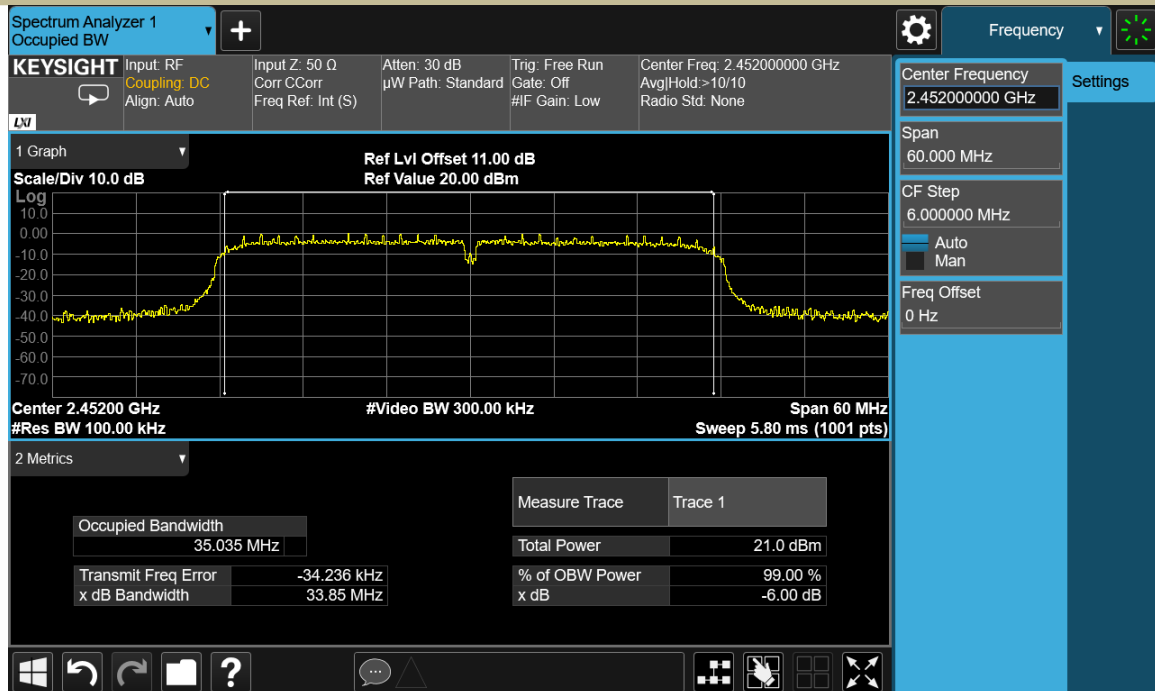 Spectrum Analyzer 1
Occupied BW
Frequency
KEYSIGHT
LXI
Input: RF
Coupling: DC
Align: Auto
Input Z: 50 Ω
Corr CCorr
Freq Ref: Int (S)
Atten: 30 dB
µW Path: Standard
Trig: Free Run
Gate: Off
#IF Gain: Low
Center Freq: 2.452000000 GHz
Avg|Hold:>10/10
Radio Std: None
Center Frequency
2.452000000 GHz
Settings
Span
60.000 MHz
CF Step
6.000000 MHz
Auto
Man
Freq Offset
0 Hz
1 Graph
Scale/Div 10.0 dB
Ref Lvl Offset 11.00 dB
Ref Value 20.00 dBm
Log
10.0
0.00
-10.0
-20.0
-30.0
-40.0
-50.0
-60.0
-70.0
Center 2.45200 GHz
#Res BW 100.00 kHz
#Video BW 300.00 kHz
Span 60 MHz
Sweep 5.80 ms (1001 pts)
2 Metrics
Measure Trace Trace 1
Occupied Bandwidth
35.035 MHz
Total Power 21.0 dBm
Transmit Freq Error -34.236 kHz
% of OBW Power 99.00 %
x dB Bandwidth 33.85 MHz
x dB -6.00 dB
?